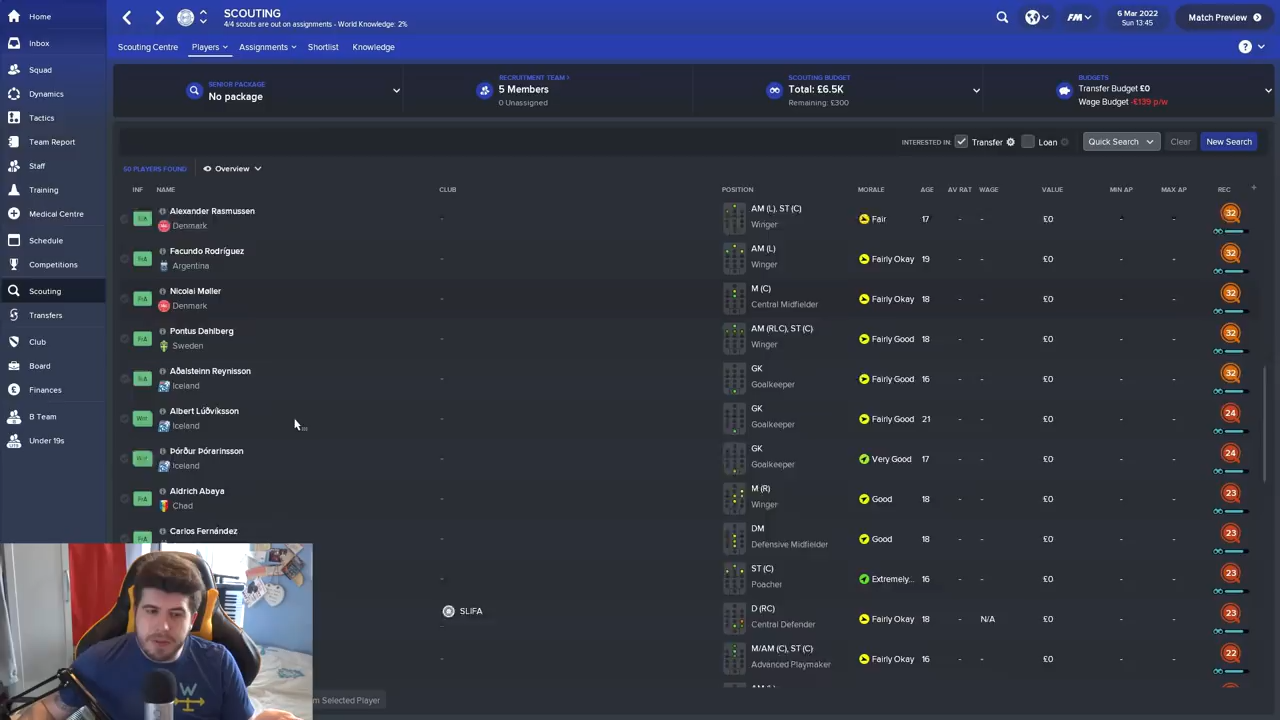 Home
Inbox
Squad
Dynamics
Tactics
Team Report
Staff
Training
Medical Centre
Schedule
Competitions
Scouting
Transfers
Club
Board
Finances
B Team
Under 19s
SCOUTING
4/4 scouts are out on assignments - World Knowledge: 2%
FM
6 Mar 2022
Sun 13:45
Match Preview
Scouting Centre
Players
Assignments
Shortlist
Knowledge
?
SENIOR PACKAGE
No package
RECRUITMENT TEAM >
5 Members
0 Unassigned
SCOUTING BUDGET
Total: £6.5K
Remaining: £300
BUDGETS
Transfer Budget £0
Wage Budget -£139 p/w
INTERESTED IN: Transfer Loan Quick Search Clear New Search
60 PLAYERS FOUND Overview
INF NAME CLUB POSITION MORALE AGE AV RAT WAGE VALUE MIN AP MAX AP REC +
Alexander Rasmussen
Denmark
- AM (L), ST (C)
Winger
Fair 17 - - £0 - - 32
Facundo Rodríguez
Argentina
- AM (L)
Winger
Fairly Okay 19 - - £0 - - 32
Nicolai Møller
Denmark
- M (C)
Central Midfielder
Fairly Okay 18 - - £0 - - 32
Pontus Dahlberg
Sweden
- AM (RLC), ST (C)
Winger
Fairly Good 18 - - £0 - - 32
Aðalsteinn Reynisson
Iceland
- GK
Goalkeeper
Fairly Good 16 - - £0 - - 32
Albert Lúðvíksson
Iceland
- GK
Goalkeeper
Fairly Good 21 - - £0 - - 24
Þórður Þórarinsson
Iceland
- GK
Goalkeeper
Very Good 17 - - £0 - - 24
Aldrich Abaya
Chad
- M (R)
Winger
Good 18 - - £0 - - 23
Carlos Fernández
- DM
Defensive Midfielder
Good 18 - - £0 - - 23
- ST (C)
Poacher
Extremely... 16 - - £0 - - 23
SLIFA
D (RC)
Central Defender
Fairly Okay 18 - N/A £0 - - 23
- M/AM (C), ST (C)
Advanced Playmaker
Fairly Okay 16 - - £0 - - 22
Selected Player